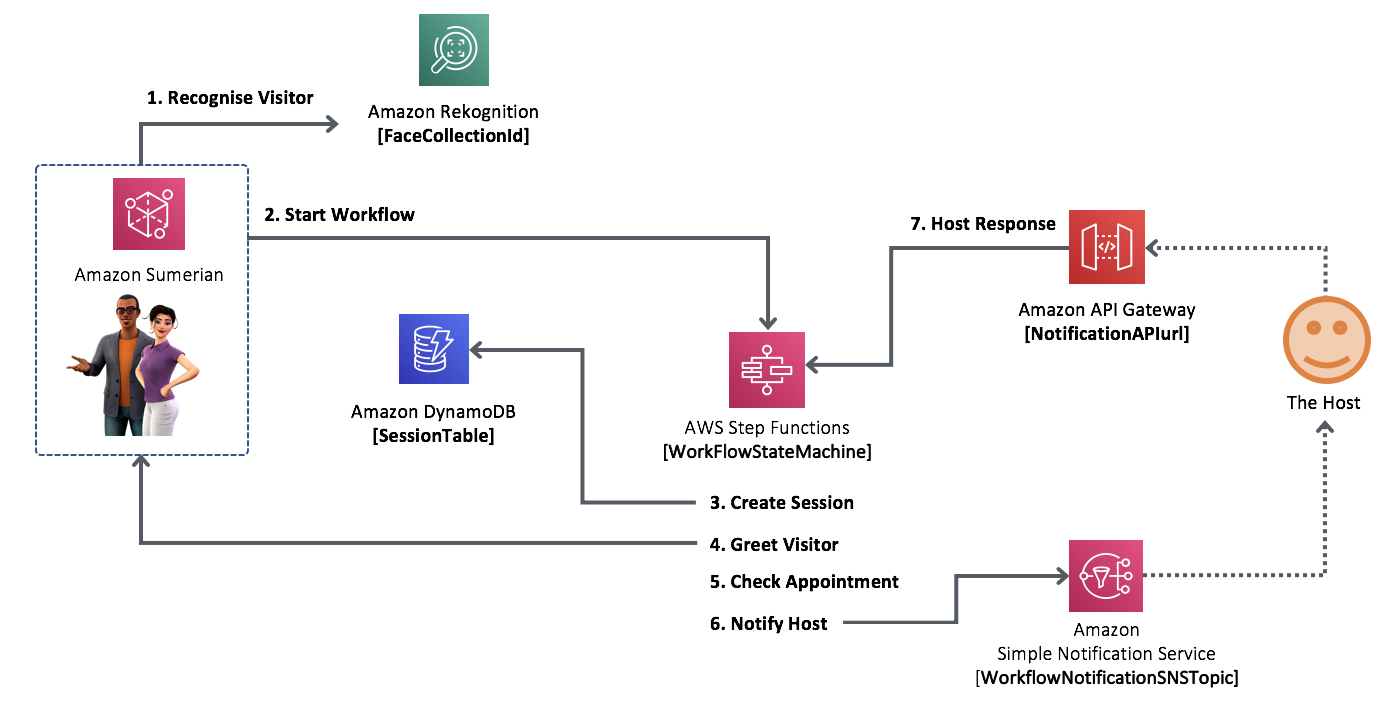 1. Recognise Visitor
Amazon Rekognition
[FaceCollectionId]
Amazon Sumerian
2. Start Workflow
7. Host Response
Amazon API Gateway
[NotificationAPIurl]
The Host
Amazon DynamoDB
[SessionTable]
AWS Step Functions
[WorkFlowStateMachine]
3. Create Session
4. Greet Visitor
5. Check Appointment
6. Notify Host
Amazon
Simple Notification Service
[WorkflowNotificationSNSTopic]